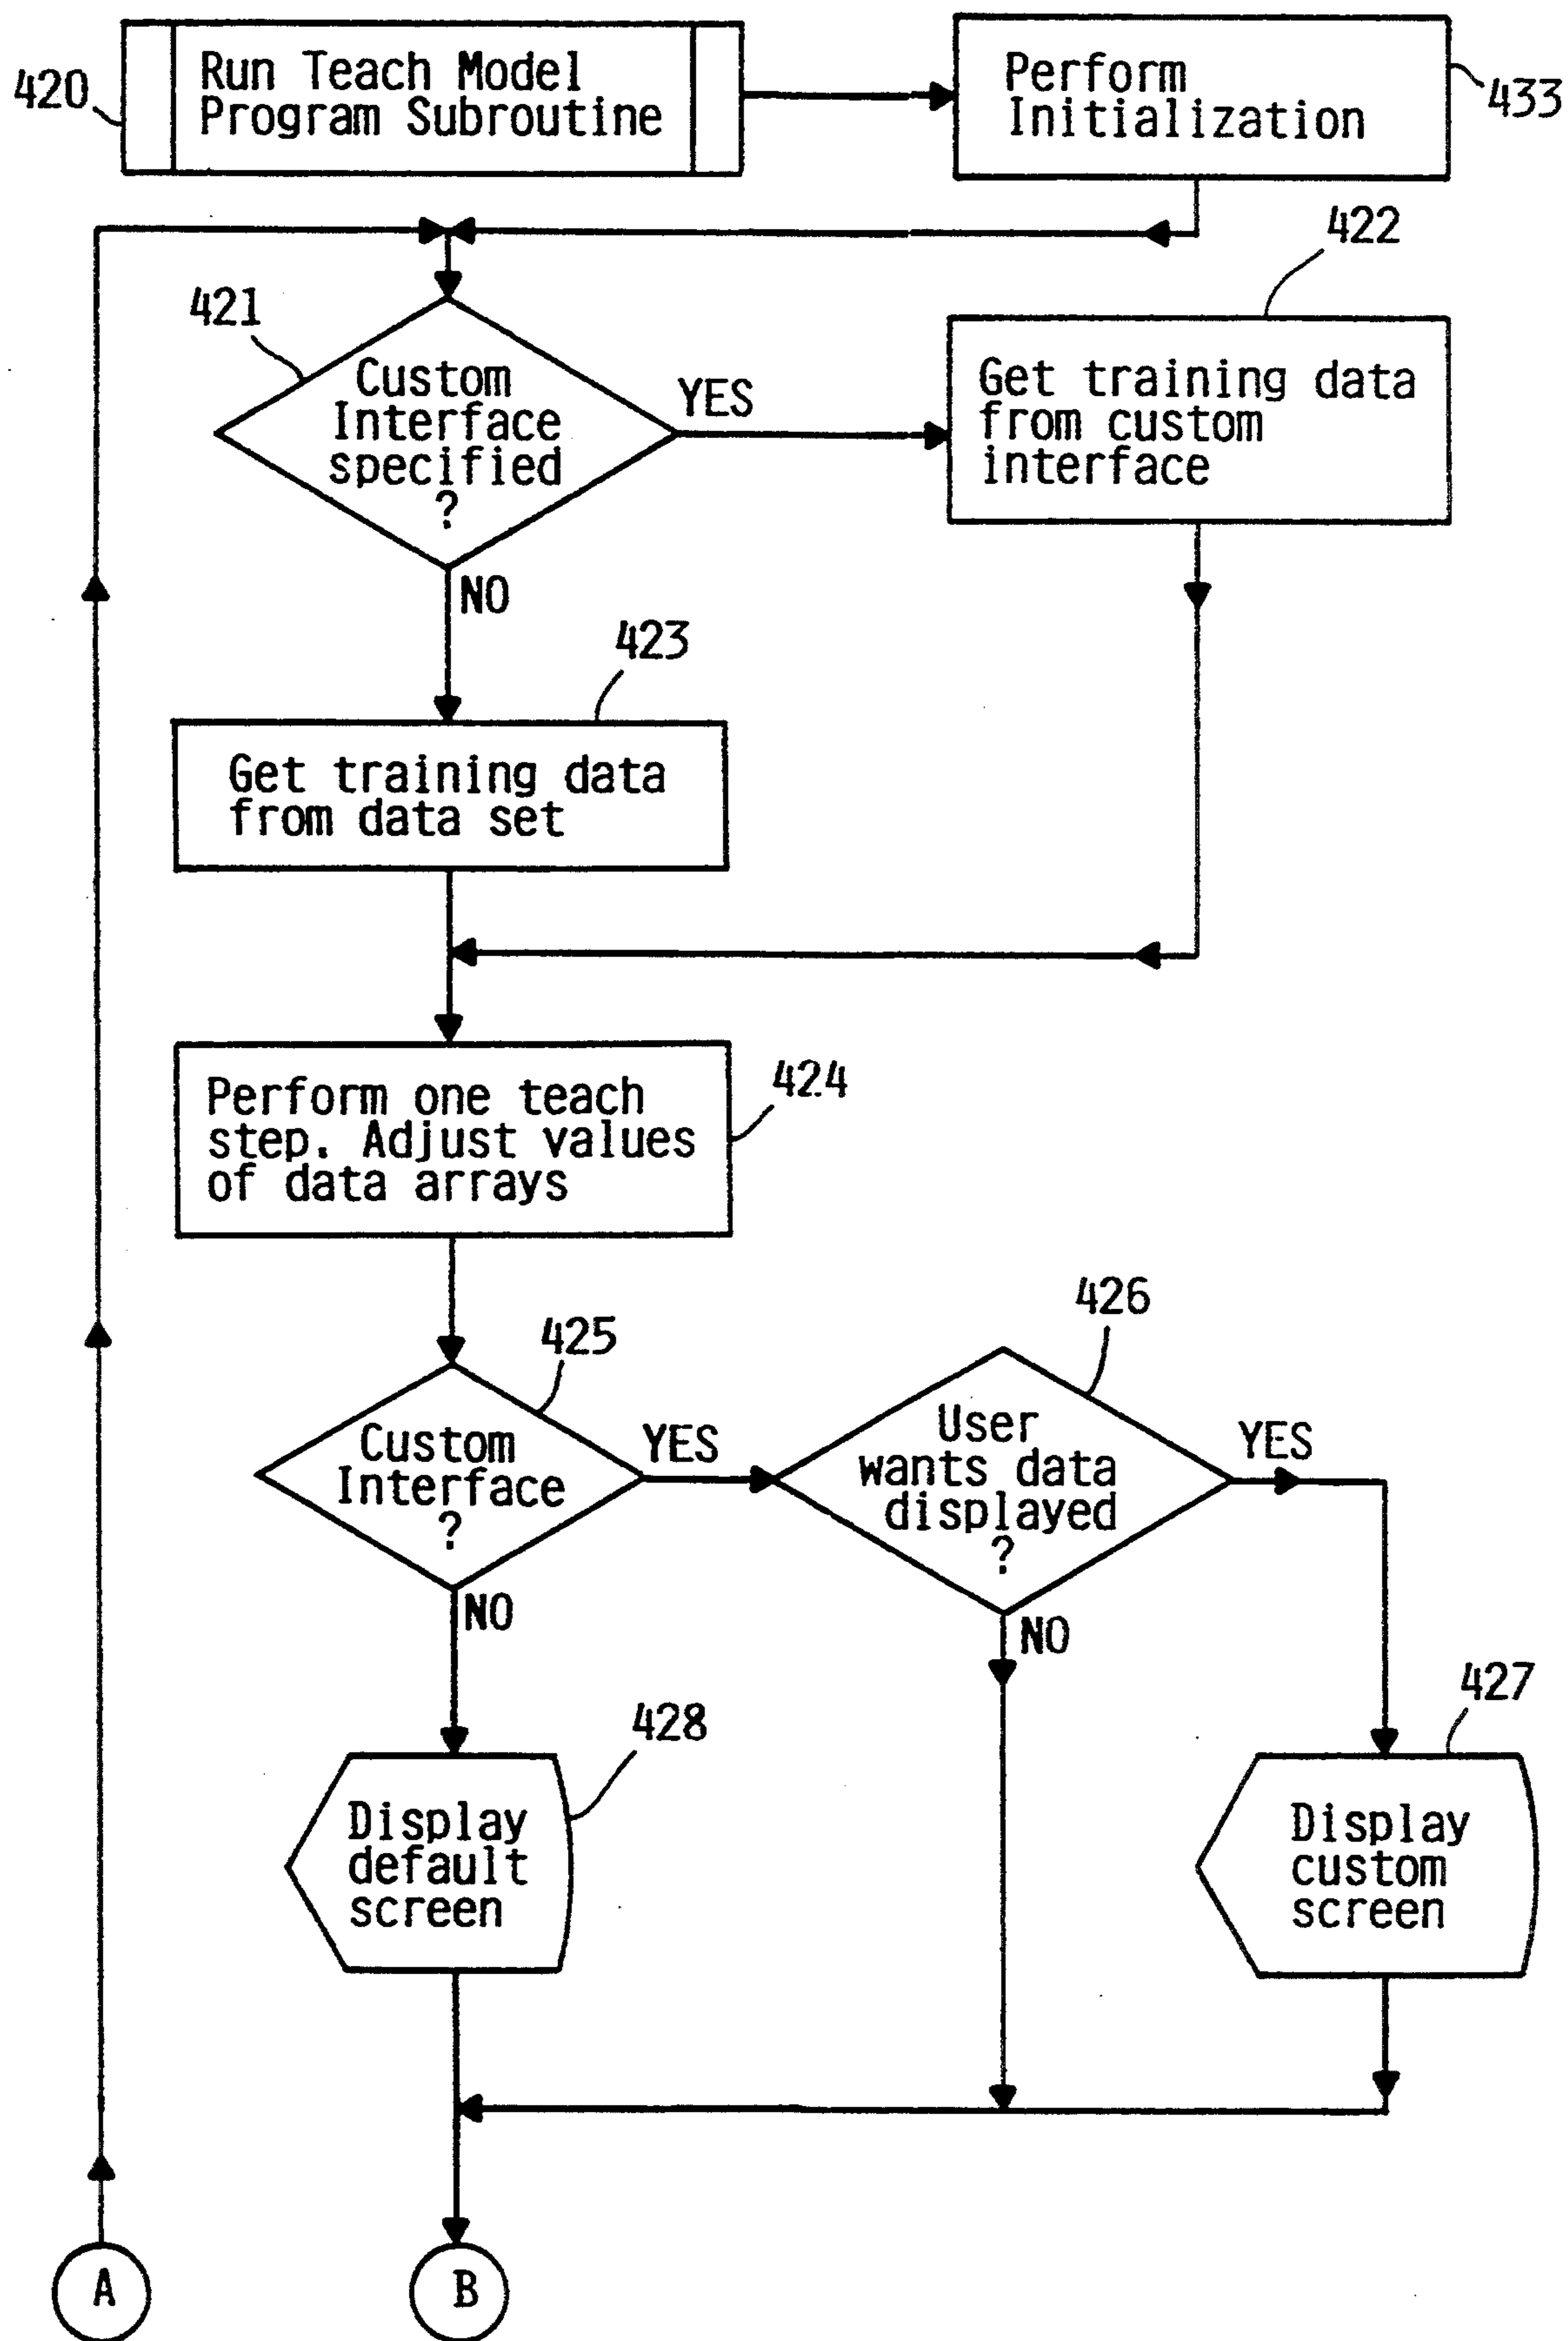 420
Run Teach Model
Program Subroutine
Perform
Initialization
433
421
Custom
Interface
specified
?
YES
NO
422
Get training data
from custom
interface
423
Get training data
from data set
424
Perform one teach
step. Adjust values
of data arrays
425
Custom
Interface
?
YES
NO
426
User
wants data
displayed
?
YES
NO
428
Display
default
screen
427
Display
custom
screen
A
B